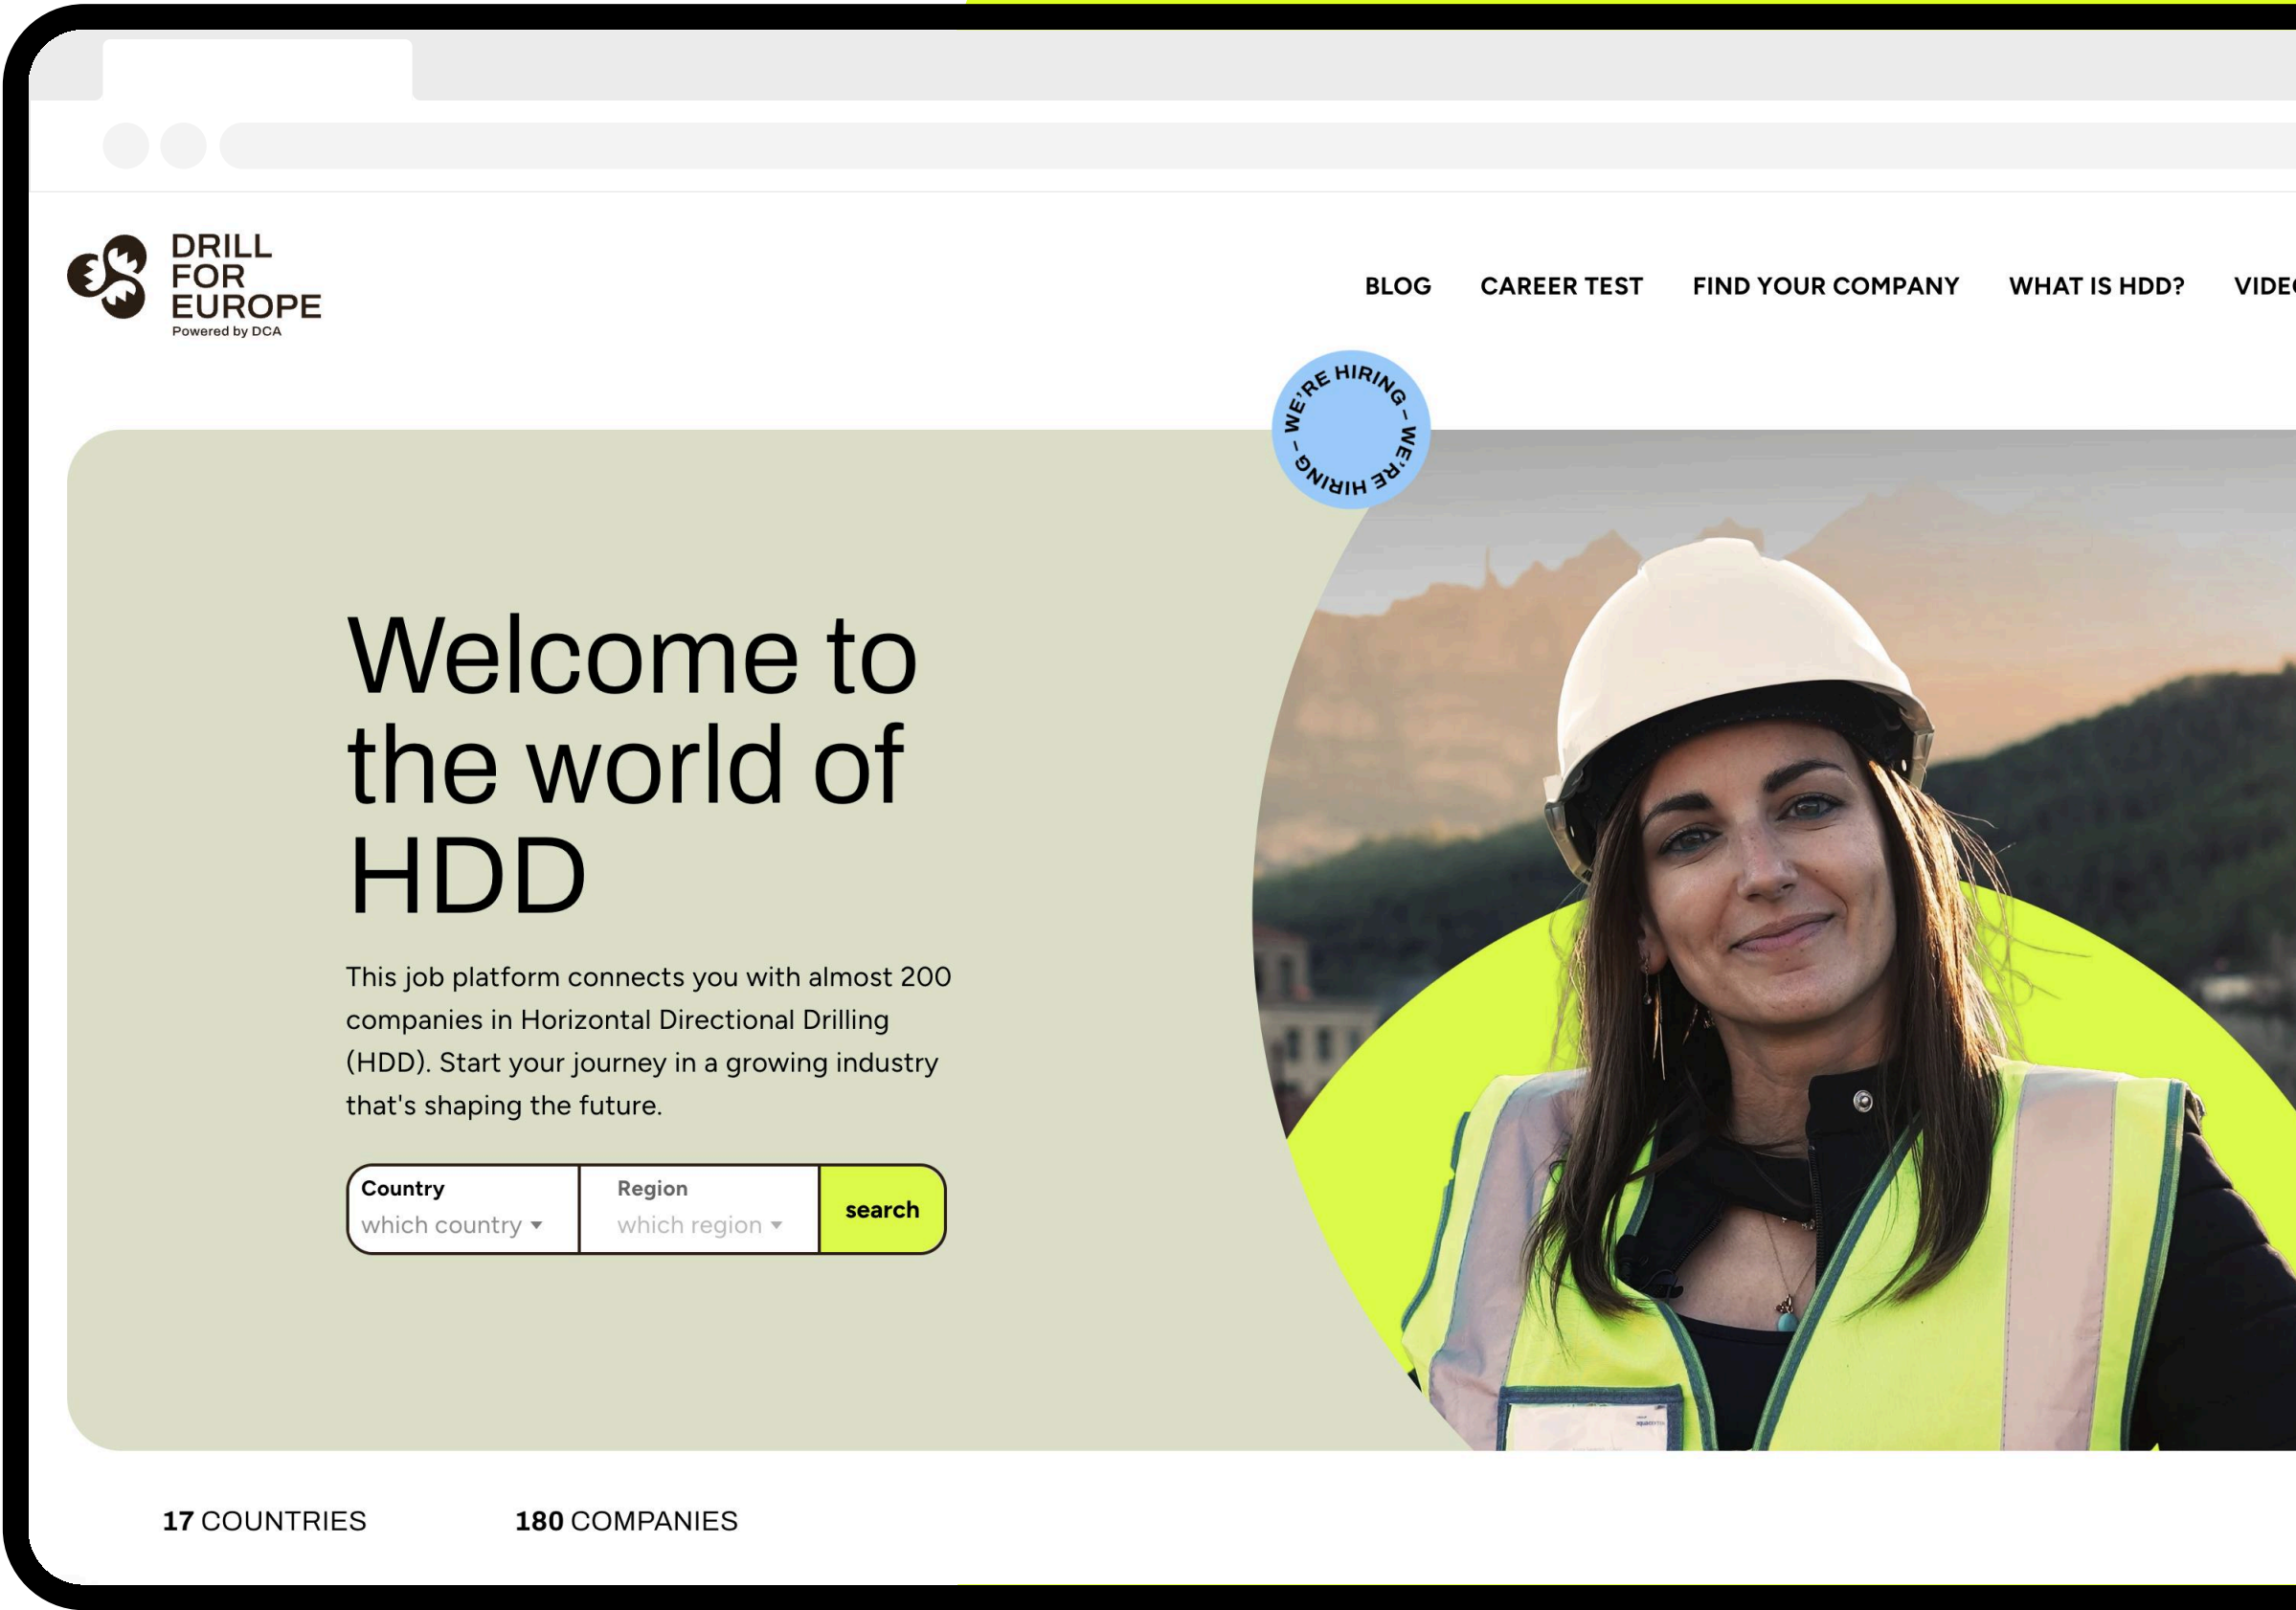 DRILL
FOR
EUROPE
Powered by DCA
BLOG CAREER TEST FIND YOUR COMPANY WHAT IS HDD?
WE'RE HIRING – WE'RE HIRING –
Welcome to
the world of
HDD
This job platform connects you with almost 200
companies in Horizontal Directional Drilling
(HDD). Start your journey in a growing industry
that's shaping the future.
Country Region
which country which region
search
17 COUNTRIES 180 COMPANIES